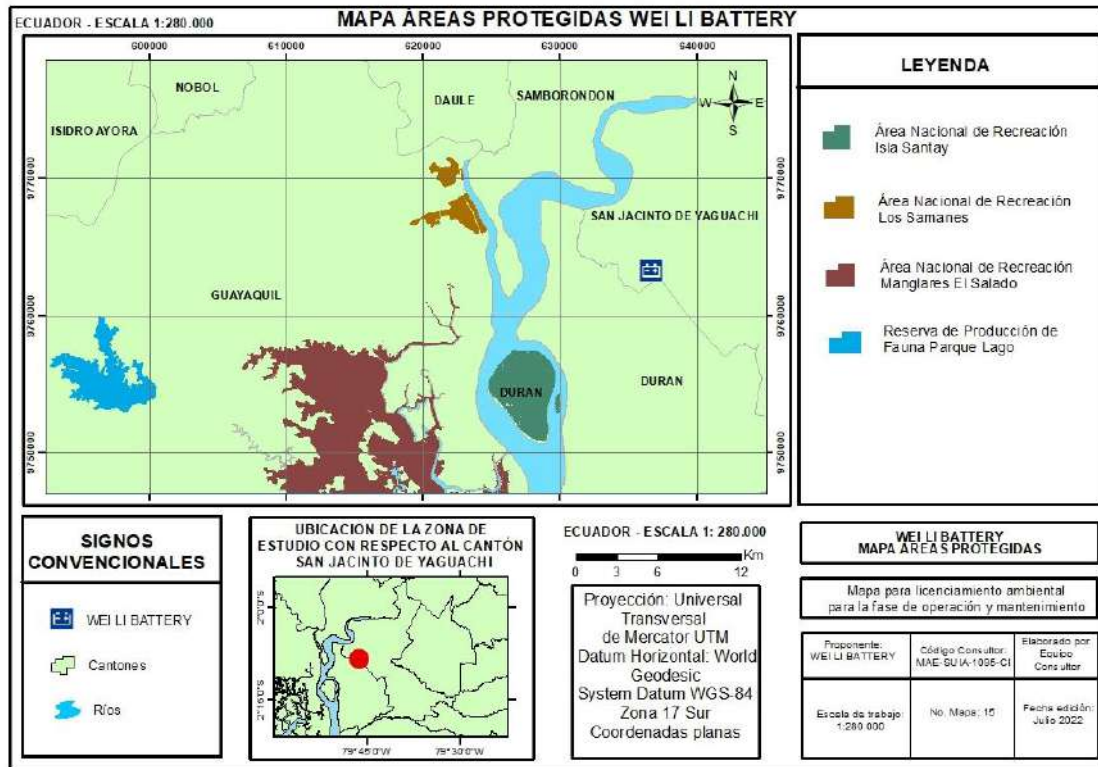 ECUADOR - ESCALA 1:280.000
MAPA ÁREAS PROTEGIDAS WEI LI BATTERY
600000 610000 620000 630000 640000
NOBOL
DAULE
SAMBORONDON
ISIDRO AYORA
N
W E
S
9770000 9770000
SAN JACINTO DE YAGUACHI
GUAYAQUIL
9760000 9760000
DURAN
DURAN
9750000 9750000
LEYENDA
Área Nacional de Recreación
Isla Santay
Área Nacional de Recreación
Los Samanes
Área Nacional de Recreación
Manglares El Salado
Reserva de Producción de
Fauna Parque Lago
SIGNOS
CONVENCIONALES
WEI LI BATTERY
Cantones
Ríos
UBICACION DE LA ZONA DE
ESTUDIO CON RESPECTO AL CANTÓN
SAN JACINTO DE YAGUACHI
2°0'S
2°15'S
79°45'0"W 79°30'0"W
ECUADOR - ESCALA 1: 280.000
Km
0 3 6 12
Proyección: Universal
Transversal
de Mercator UTM
Datum Horizontal: World
Geodesic
System Datum WGS-84
Zona 17 Sur
Coordenadas planas
WEI LI BATTERY
MAPA ÁREAS PROTEGIDAS
Mapa para licenciamiento ambiental
para la fase de operación y mantenimiento
Proponente:
WEI LI BATTERY
Código Consultor:
MAE-SUIA-1095-CI
Elaborado por
Equipo
Consultor
Escala de trabajo:
1:280.000
No. Mapa: 15
Fecha edición:
Julio 2022